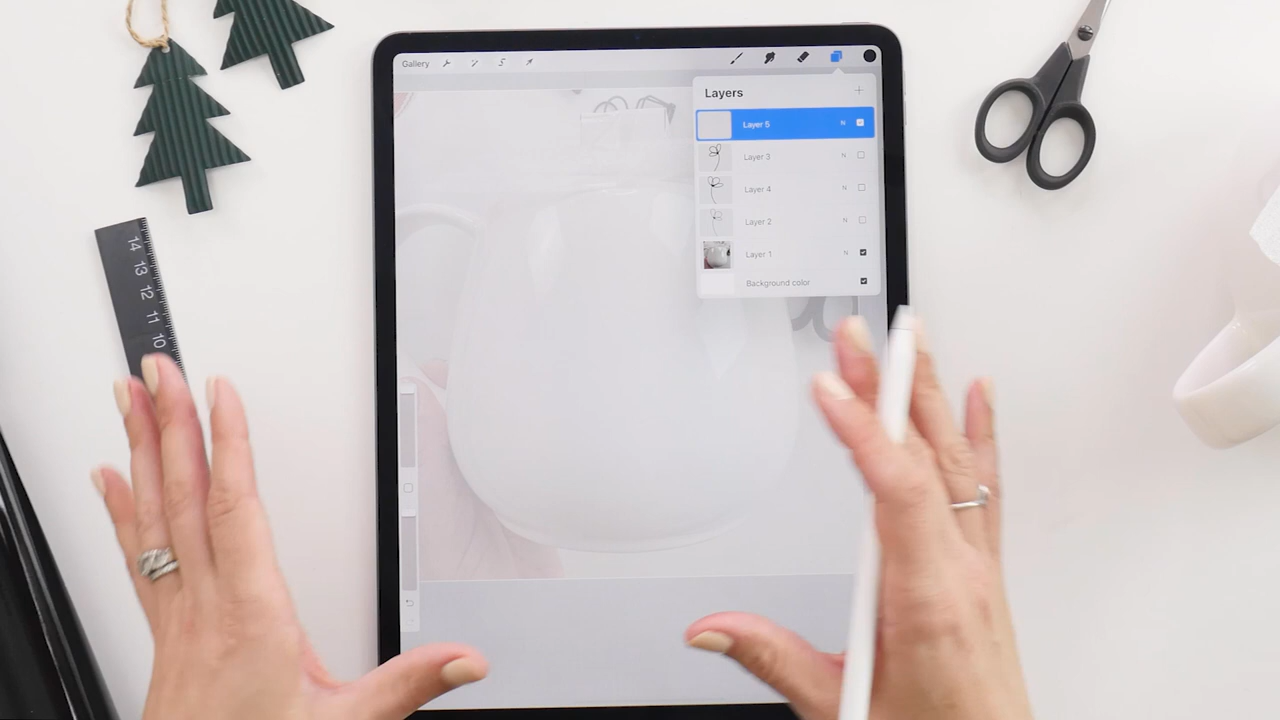 Gallery
Layers
Layer 5 N
Layer 3 N
Layer 4 N
Layer 2 N
Layer 1 N
Background color
14
13
12
11
10